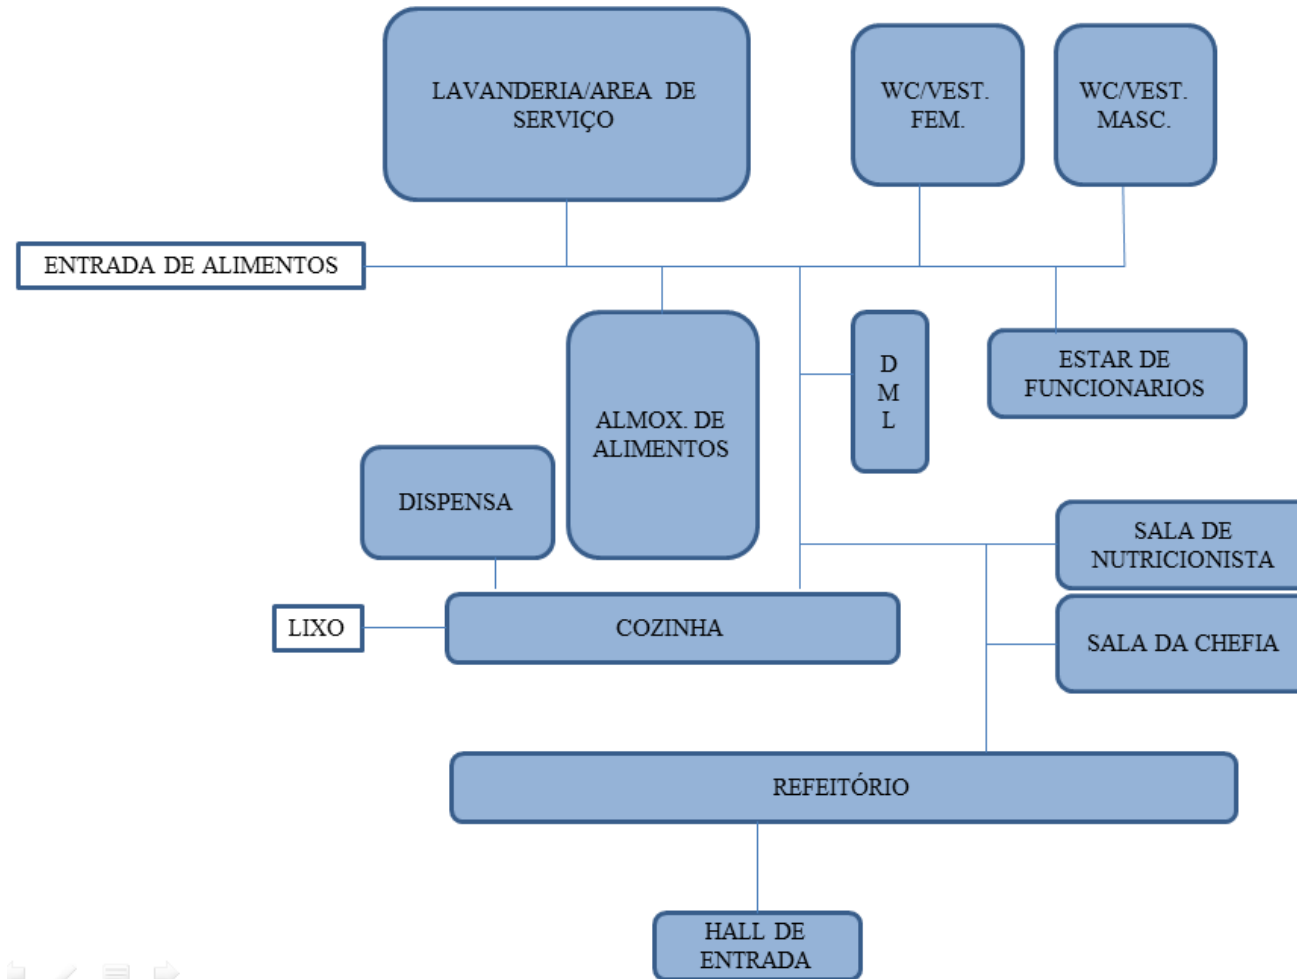 LAVANDERIA/AREA DE
SERVIÇO
WC/VEST.
FEM.
WC/VEST.
MASC.
ENTRADA DE ALIMENTOS
ALMOX. DE
ALIMENTOS
D
M
L
ESTAR DE
FUNCIONARIOS
DISPENSA
SALA DE
NUTRICIONISTA
LIXO
COZINHA
SALA DA CHEFIA
REFEITÓRIO
HALL DE
ENTRADA